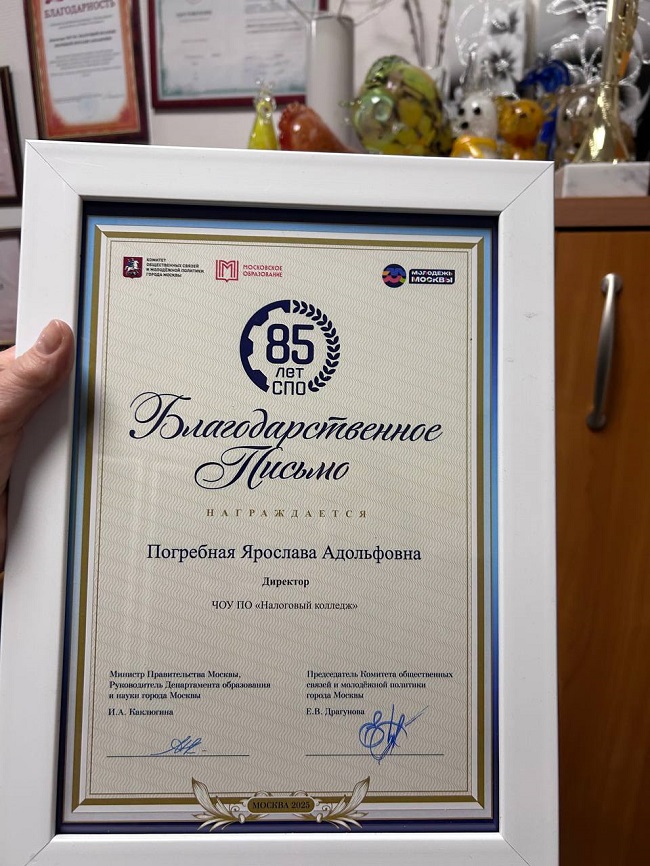 БЛАГОДАРНОСТЬ
КОМИТЕТ
ОБЩЕСТВЕННЫХ СВЯЗЕЙ
И МОЛОДЁЖНОЙ ПОЛИТИКИ
ГОРОДА МОСКВЫ
МОСКОВСКОЕ
ОБРАЗОВАНИЕ
МОЛОДЁЖЬ
МОСКВЫ
85
ЛЕТ
СПО
Благодарственное
Письмо
НАГРАЖДАЕТСЯ
Погребная Ярослава Адольфовна
Директор
ЧОУ ПО «Налоговый колледж»
Министр Правительства Москвы,
Руководитель Департамента образования
и науки города Москвы
И.А. Каклюгина
Председатель Комитета общественных
связей и молодёжной политики
города Москвы
Е.В. Драгунова
МОСКВА 2025